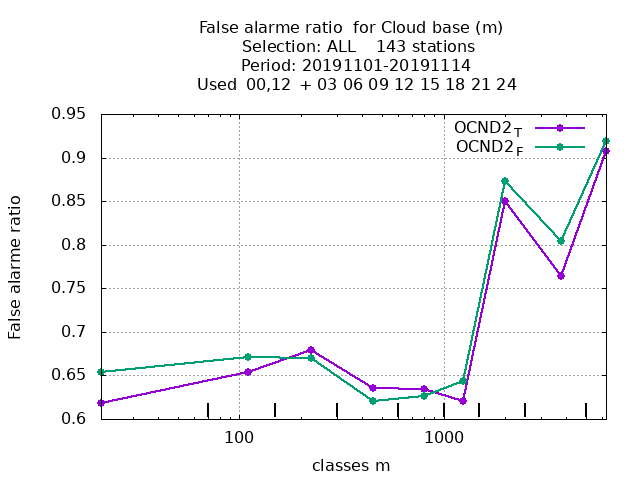 False alarme ratio  for Cloud base (m)
Selection: ALL    143 stations
Period: 20191101-20191114
Used  00,12  + 03 06 09 12 15 18 21 24
OCND2T
OCND2F
0.95
0.9
0.85
0.8
0.75
0.7
0.65
0.6
False alarme ratio
100
1000
classes m